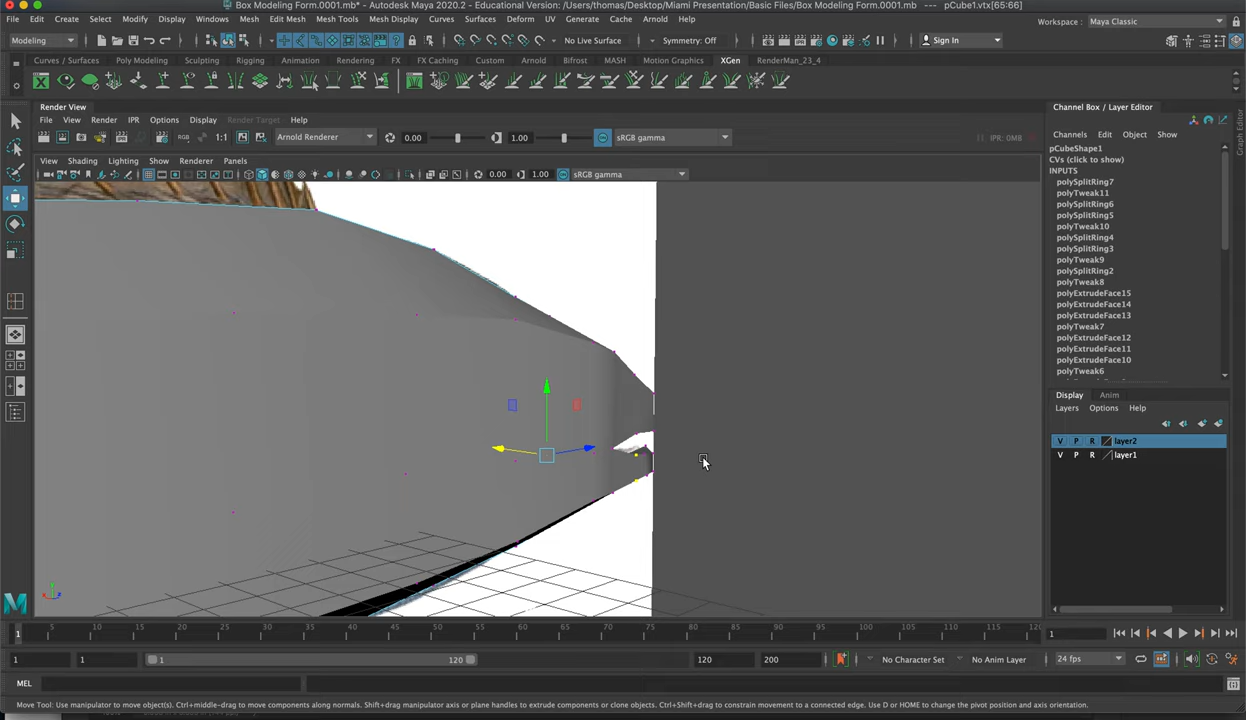 Box Modeling Form.0001.mb* - Autodesk Maya 2020.2 - Educational Version: /Users/thomas/Desktop/Miami Presentation/Basic Files/Box Modeling Form.0001.mb --- pCube1.vtx[65:66]
File Edit Create Select Modify Display Windows Mesh Edit Mesh Mesh Tools Mesh Display Curves Surfaces Deform UV Generate Cache Arnold Help
Workspace : Maya Classic
Modeling No Live Surface Symmetry: Off Sign In
Curves / Surfaces Poly Modeling Sculpting Rigging Animation Rendering FX FX Caching Custom Arnold Bifrost MASH Motion Graphics XGen RenderMan_23_4
Render View
File View Render IPR Options Display Render Target Help
1:1 Arnold Renderer 0.00 1.00 sRGB gamma IPR: 0MB
View Shading Lighting Show Renderer Panels
0.00 1.00 sRGB gamma
Channel Box / Layer Editor
Channels Edit Object Show
pCubeShape1
CVs (click to show)
INPUTS
polySplitRing7
polyTweak11
polySplitRing6
polySplitRing5
polyTweak10
polySplitRing4
polyTweak9
polySplitRing2
polyTweak8
polyExtrudeFace15
polyExtrudeFace14
polyExtrudeFace13
polyTweak7
polyExtrudeFace12
polyExtrudeFace11
polyExtrudeFace10
polyTweak6
Display Anim
Layers Options Help
V P R layer2
V P R layer1
Graph Editor
1 5 10 15 20 25 30 35 40 45 50 55 60 65 70 75 80 85 90 95 100 105 110 115 120 1
1 1 1 120 120 200 No Character Set No Anim Layer 24 fps
MEL
Move Tool: Use manipulator to move object(s). Ctrl+middle-drag to move components along normals. Shift+drag manipulator axis or plane handles to extrude components or clone objects. Ctrl+Shift+drag to constrain movement to a connected edge. Use D or HOME to change the pivot position and axis orientation.